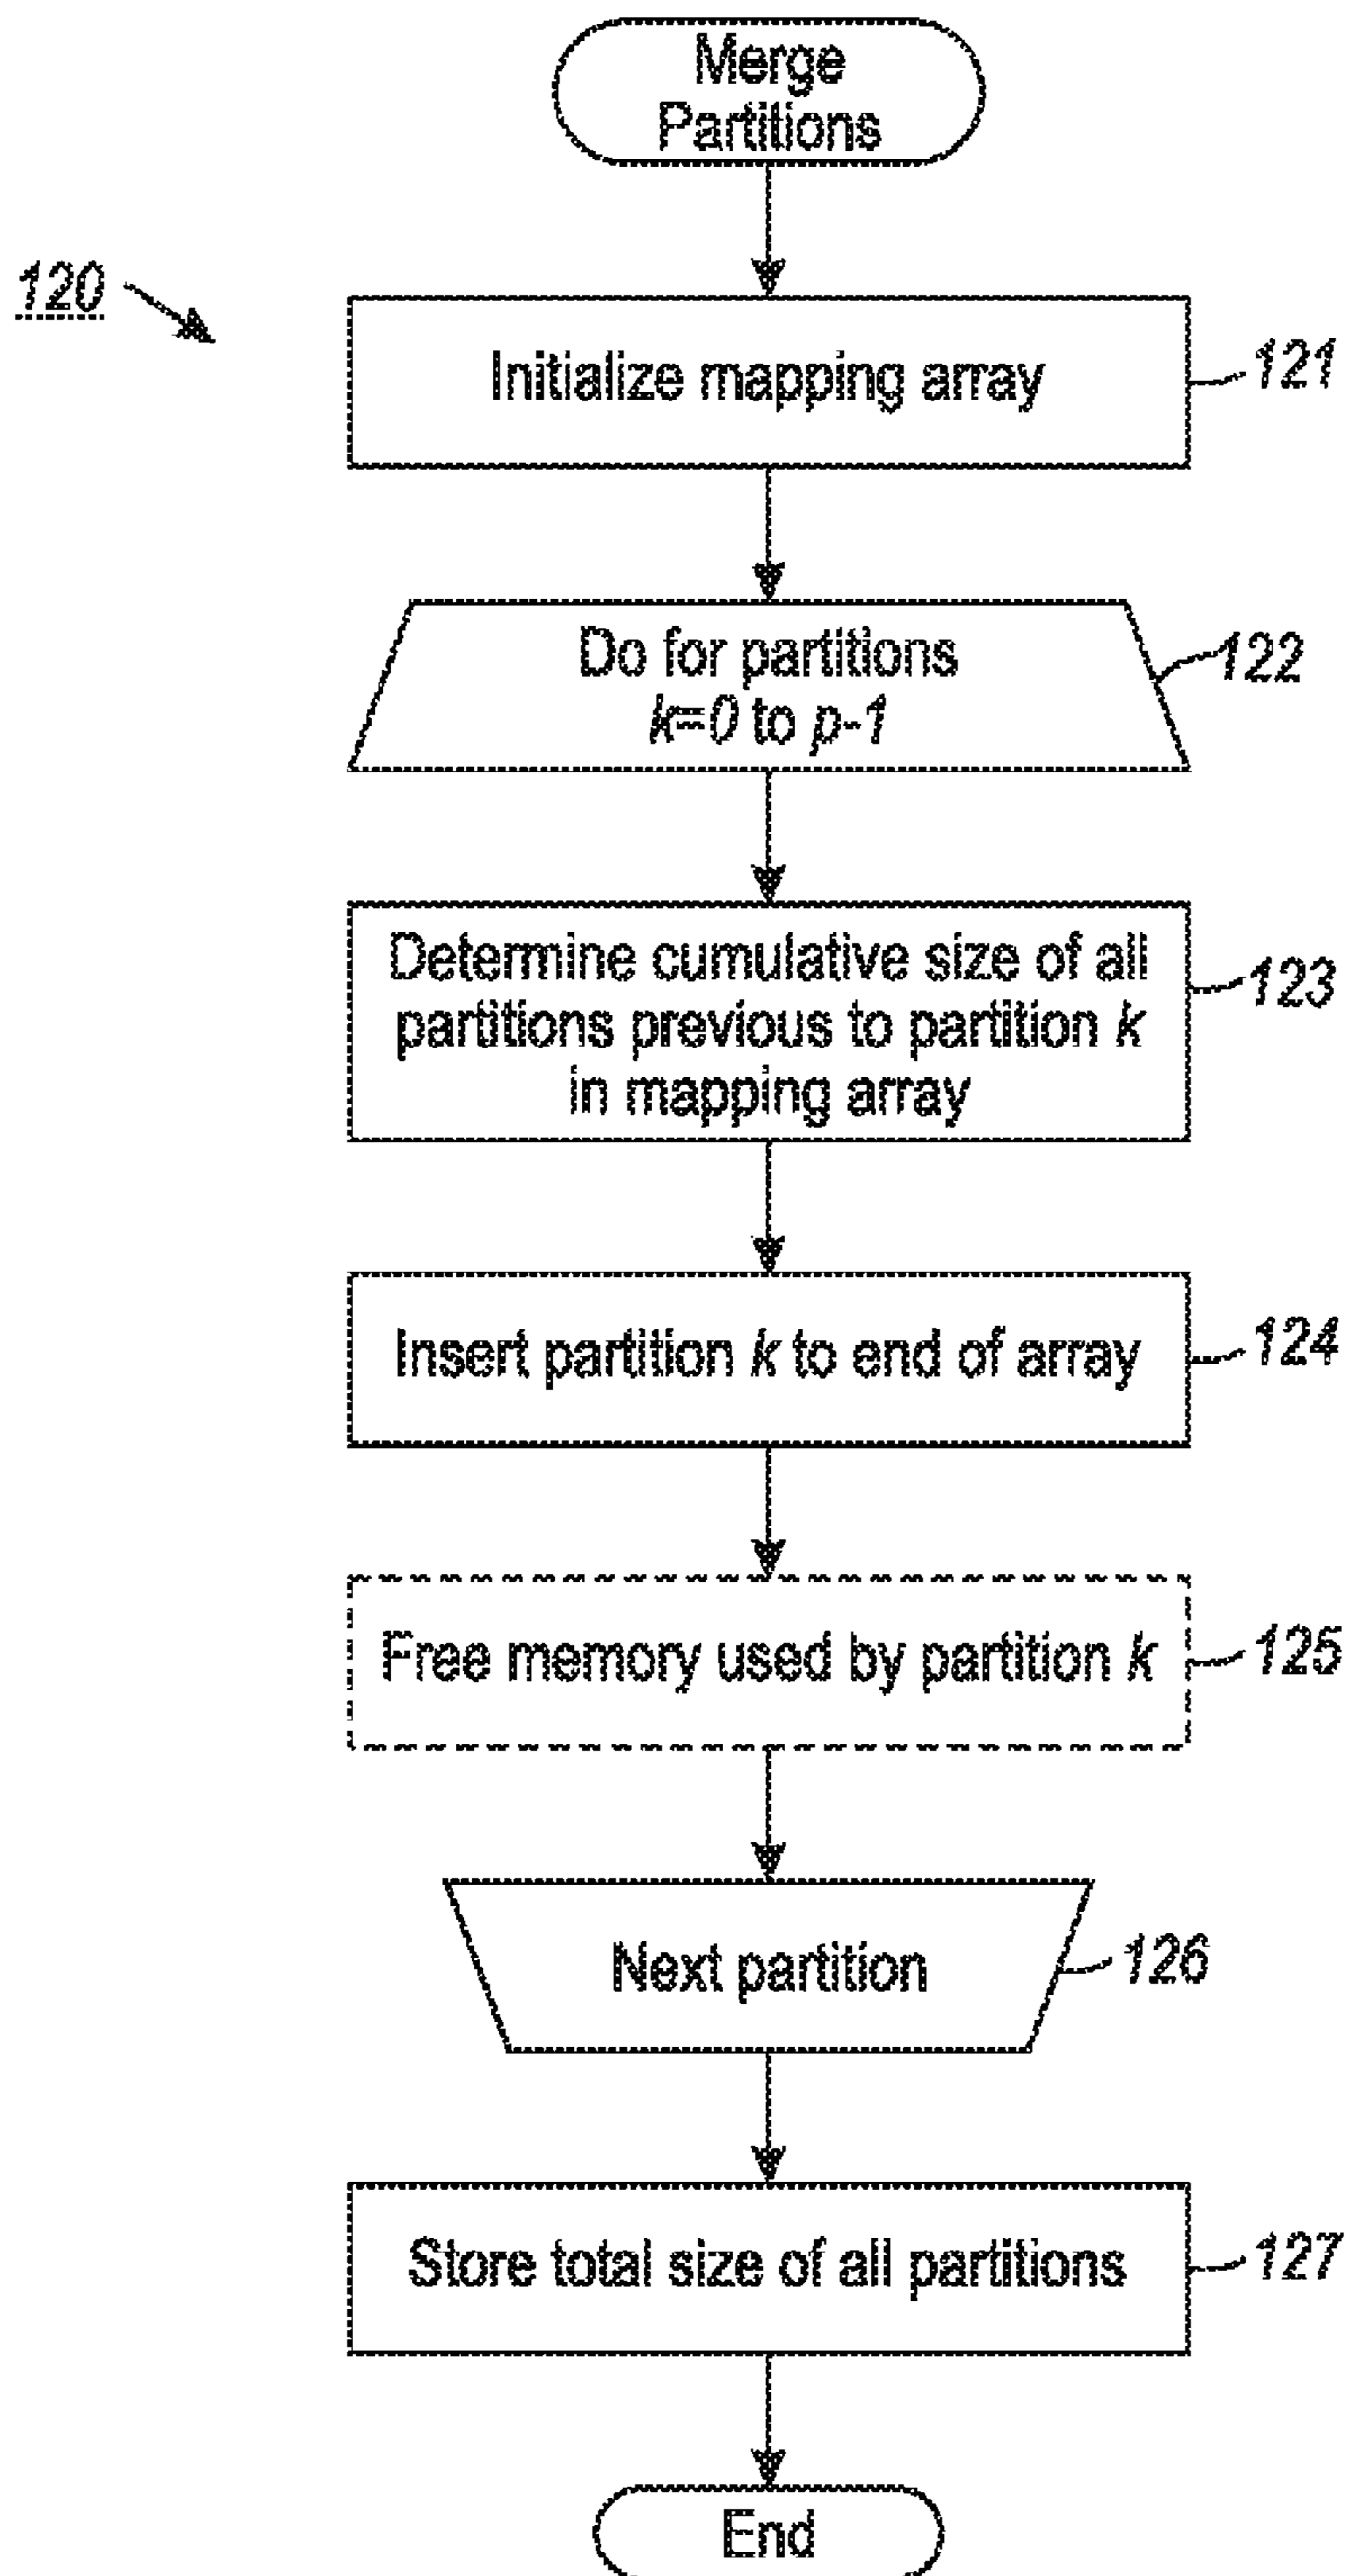 Merge
Partitions
120
Initialize mapping array
121
Do for partitions
k=0 to p-1
122
Determine cumulative size of all
partitions previous to partition k
in mapping array
123
Insert partition k to end of array
124
Free memory used by partition k
125
Next partition
126
Store total size of all partitions
127
End